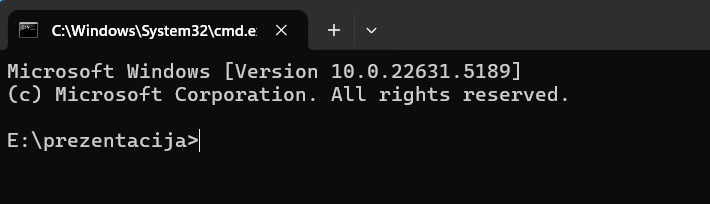 C:\Windows\System32\cmd.e
Microsoft Windows [Version 10.0.22631.5189]
(c) Microsoft Corporation. All rights reserved.
E:\prezentacija>